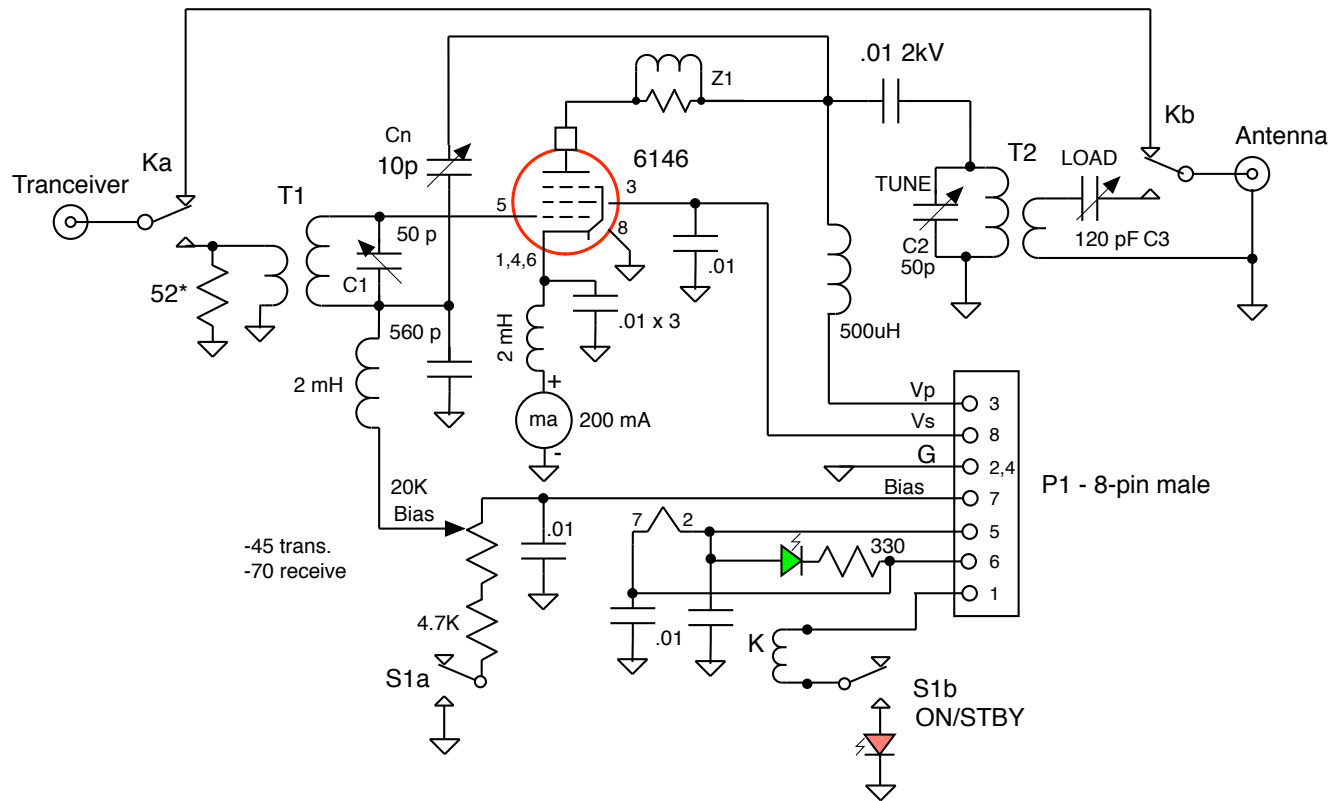 .01 2kV
Z1
Kb
Antenna
Cn
10p
6146
Ka
T2
LOAD
Tranceiver
T1
TUNE
3
5
50 p
8
C2
50p
120 pF C3
1,4,6
C1
.01
52*
560 p
.01 x 3
500uH
2 mH
2 mH
+
ma
200 mA
-
Vp
3
Vs
8
G
2,4
P1 - 8-pin male
20K
Bias
Bias
7
7
2
5
.01
-45 trans.
-70 receive
330
6
1
4.7K
.01
K
S1a
S1b
ON/STBY